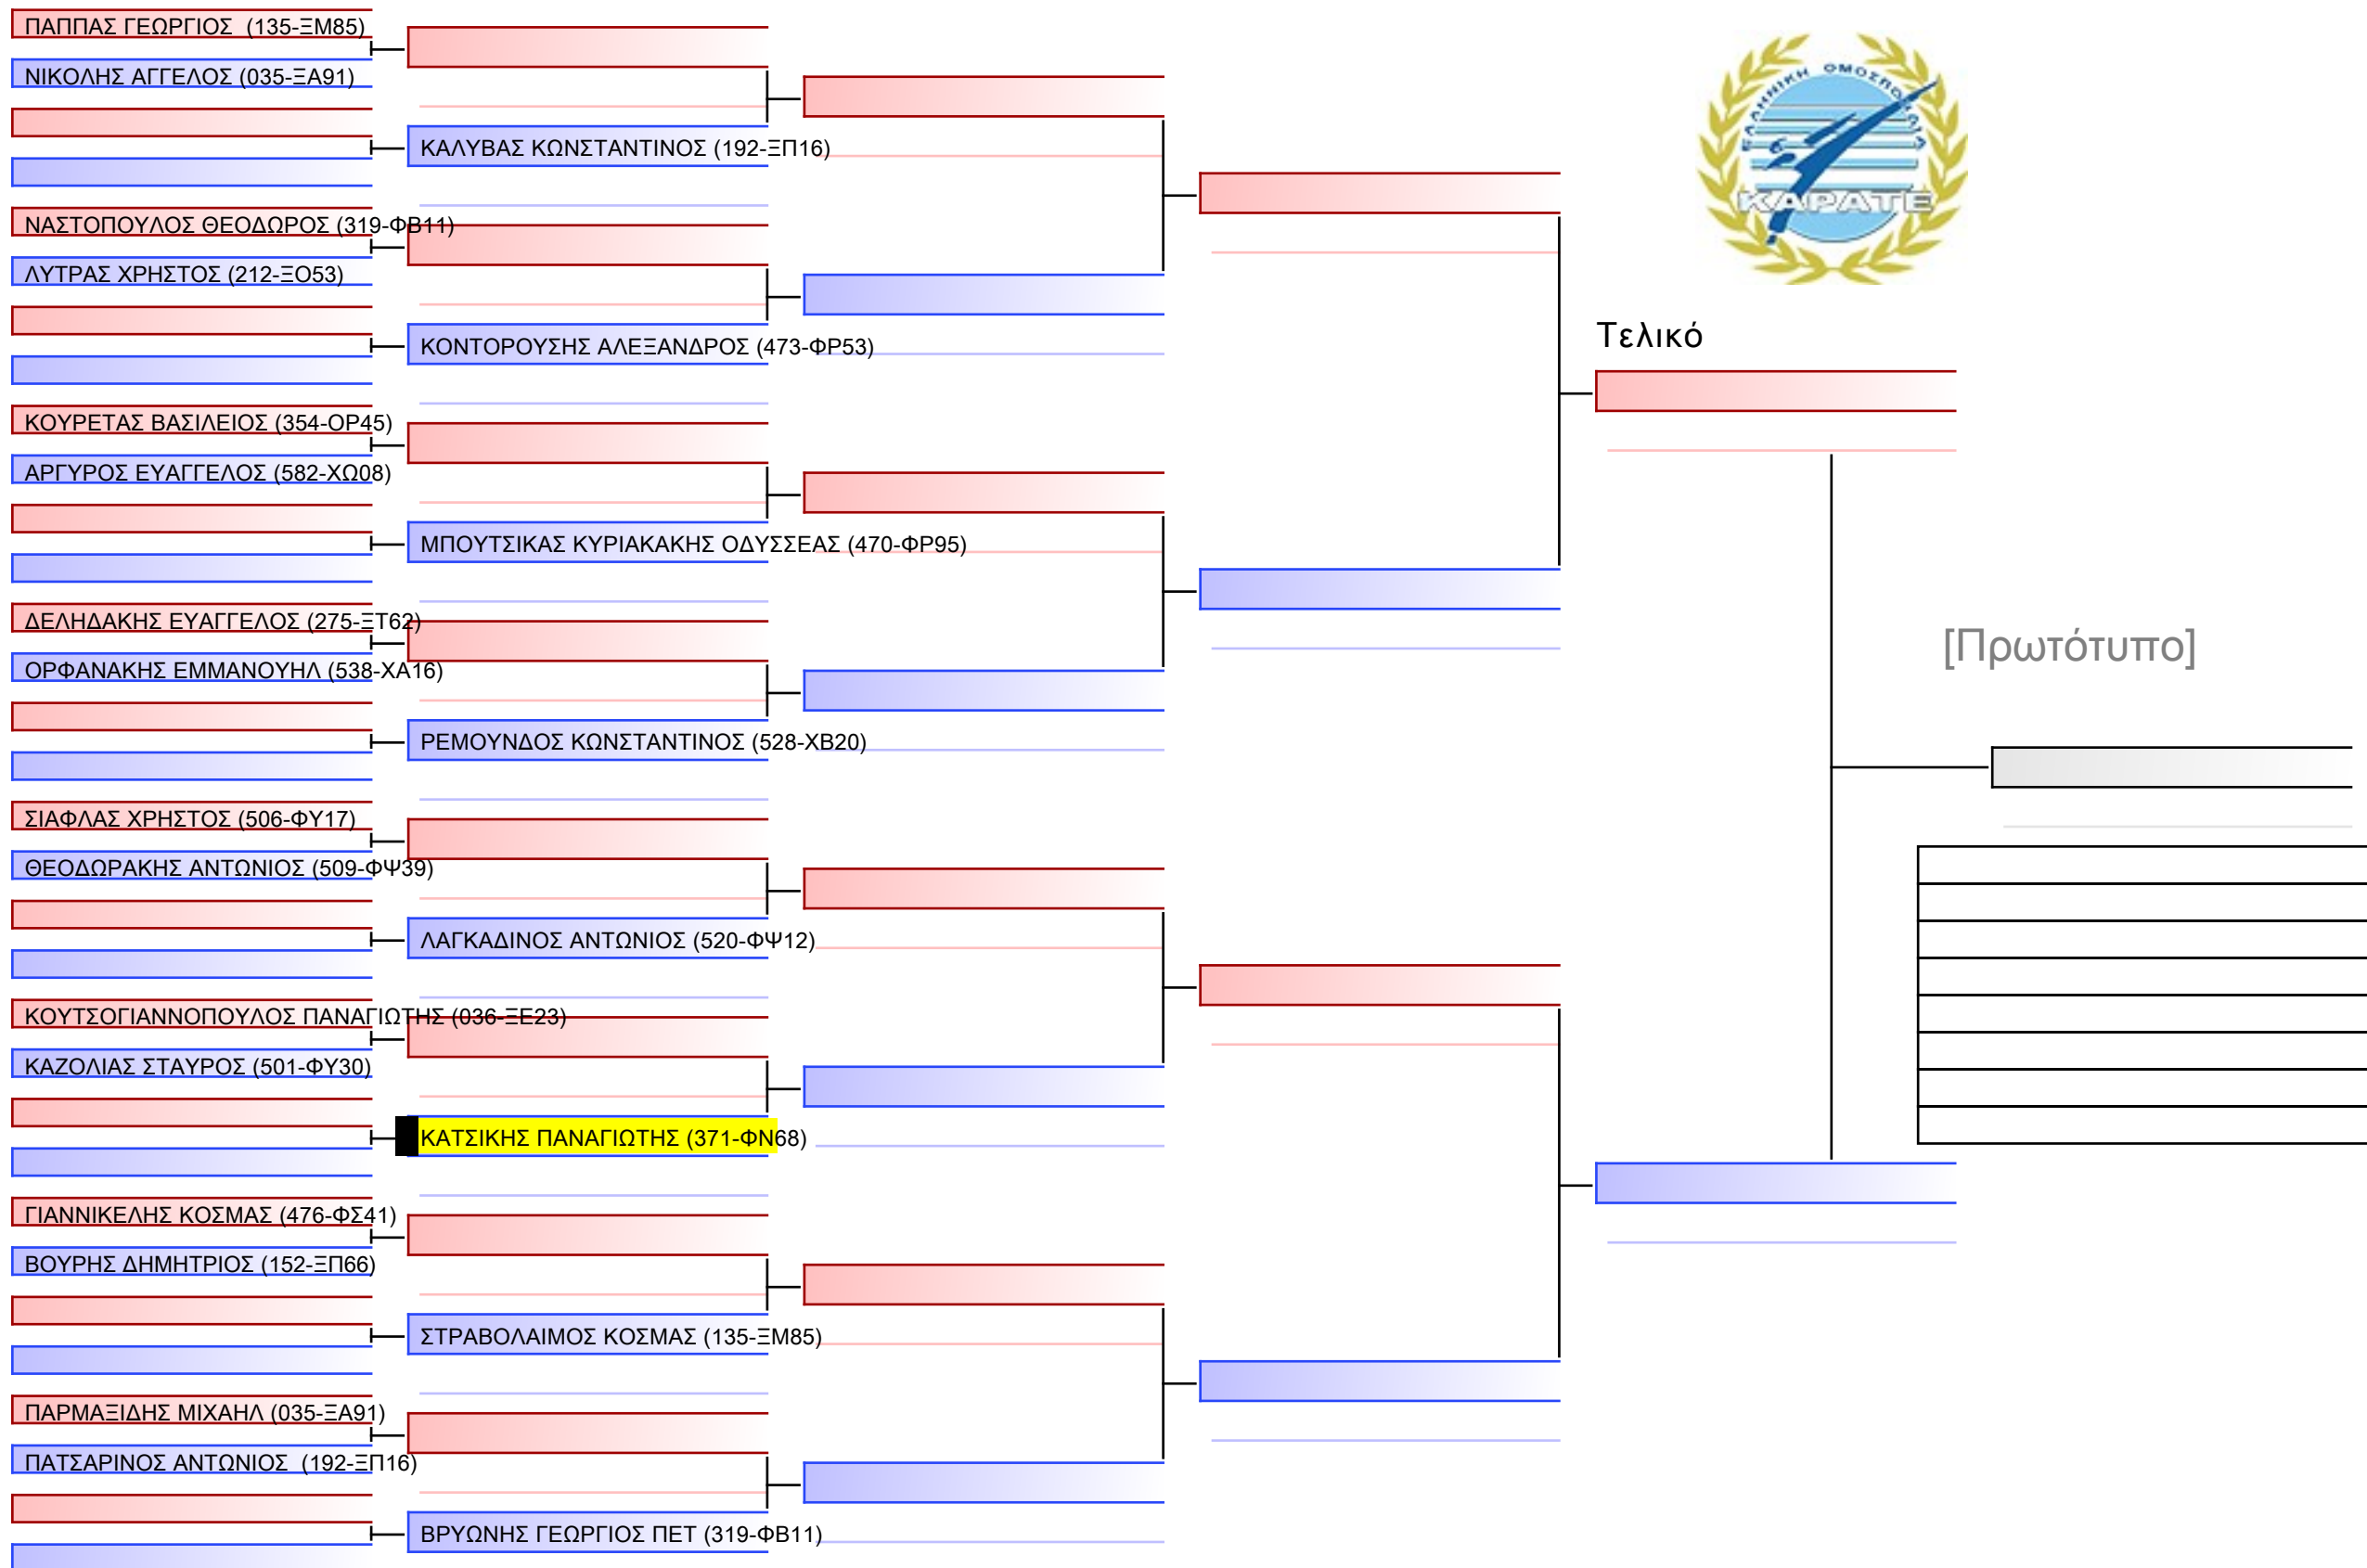 ΠΑΠΠΑΣ ΓΕΩΡΓΙΟΣ (135-ΞΜ85)
ΝΙΚΟΛΗΣ ΑΓΓΕΛΟΣ (035-ΞΑ91)
ΚΑΛΥΒΑΣ ΚΩΝΣΤΑΝΤΙΝΟΣ (192-ΞΠ16)
ΝΑΣΤΟΠΟΥΛΟΣ ΘΕΟΔΩΡΟΣ (319-ΦΒ11)
ΛΥΤΡΑΣ ΧΡΗΣΤΟΣ (212-ΞΟ53)
ΚΟΝΤΟΡΟΥΣΗΣ ΑΛΕΞΑΝΔΡΟΣ (473-ΦΡ53)
ΚΟΥΡΕΤΑΣ ΒΑΣΙΛΕΙΟΣ (354-ΟΡ45)
ΑΡΓΥΡΟΣ ΕΥΑΓΓΕΛΟΣ (582-ΧΩ08)
ΜΠΟΥΤΣΙΚΑΣ ΚΥΡΙΑΚΑΚΗΣ ΟΔΥΣΣΕΑΣ (470-ΦΡ95)
ΔΕΛΗΔΑΚΗΣ ΕΥΑΓΓΕΛΟΣ (275-ΞΤ62)
ΟΡΦΑΝΑΚΗΣ ΕΜΜΑΝΟΥΗΛ (538-ΧΑ16)
ΡΕΜΟΥΝΔΟΣ ΚΩΝΣΤΑΝΤΙΝΟΣ (528-ΧΒ20)
ΣΙΑΦΛΑΣ ΧΡΗΣΤΟΣ (506-ΦΥ17)
ΘΕΟΔΩΡΑΚΗΣ ΑΝΤΩΝΙΟΣ (509-ΦΨ39)
ΛΑΓΚΑΔΙΝΟΣ ΑΝΤΩΝΙΟΣ (520-ΦΨ12)
ΚΟΥΤΣΟΓΙΑΝΝΟΠΟΥΛΟΣ ΠΑΝΑΓΙΩΤΗΣ (036-ΞΕ23)
ΚΑΖΟΛΙΑΣ ΣΤΑΥΡΟΣ (501-ΦΥ30)
ΚΑΤΣΙΚΗΣ ΠΑΝΑΓΙΩΤΗΣ (371-ΦΝ68)
ΓΙΑΝΝΙΚΕΛΗΣ ΚΟΣΜΑΣ (476-ΦΣ41)
ΒΟΥΡΗΣ ΔΗΜΗΤΡΙΟΣ (152-ΞΠ66)
ΣΤΡΑΒΟΛΑΙΜΟΣ ΚΟΣΜΑΣ (135-ΞΜ85)
ΠΑΡΜΑΞΙΔΗΣ ΜΙΧΑΗΛ (035-ΞΑ91)
ΠΑΤΣΑΡΙΝΟΣ ΑΝΤΩΝΙΟΣ (192-ΞΠ16)
ΒΡΥΩΝΗΣ ΓΕΩΡΓΙΟΣ ΠΕΤ (319-ΦΒ11)
ΕΛΛΗΝΙΚΗ ΟΜΟΣΠΟΝΔΙΑ
ΚΑΡΑΤΕ
Τελικό
[Πρωτότυπο]